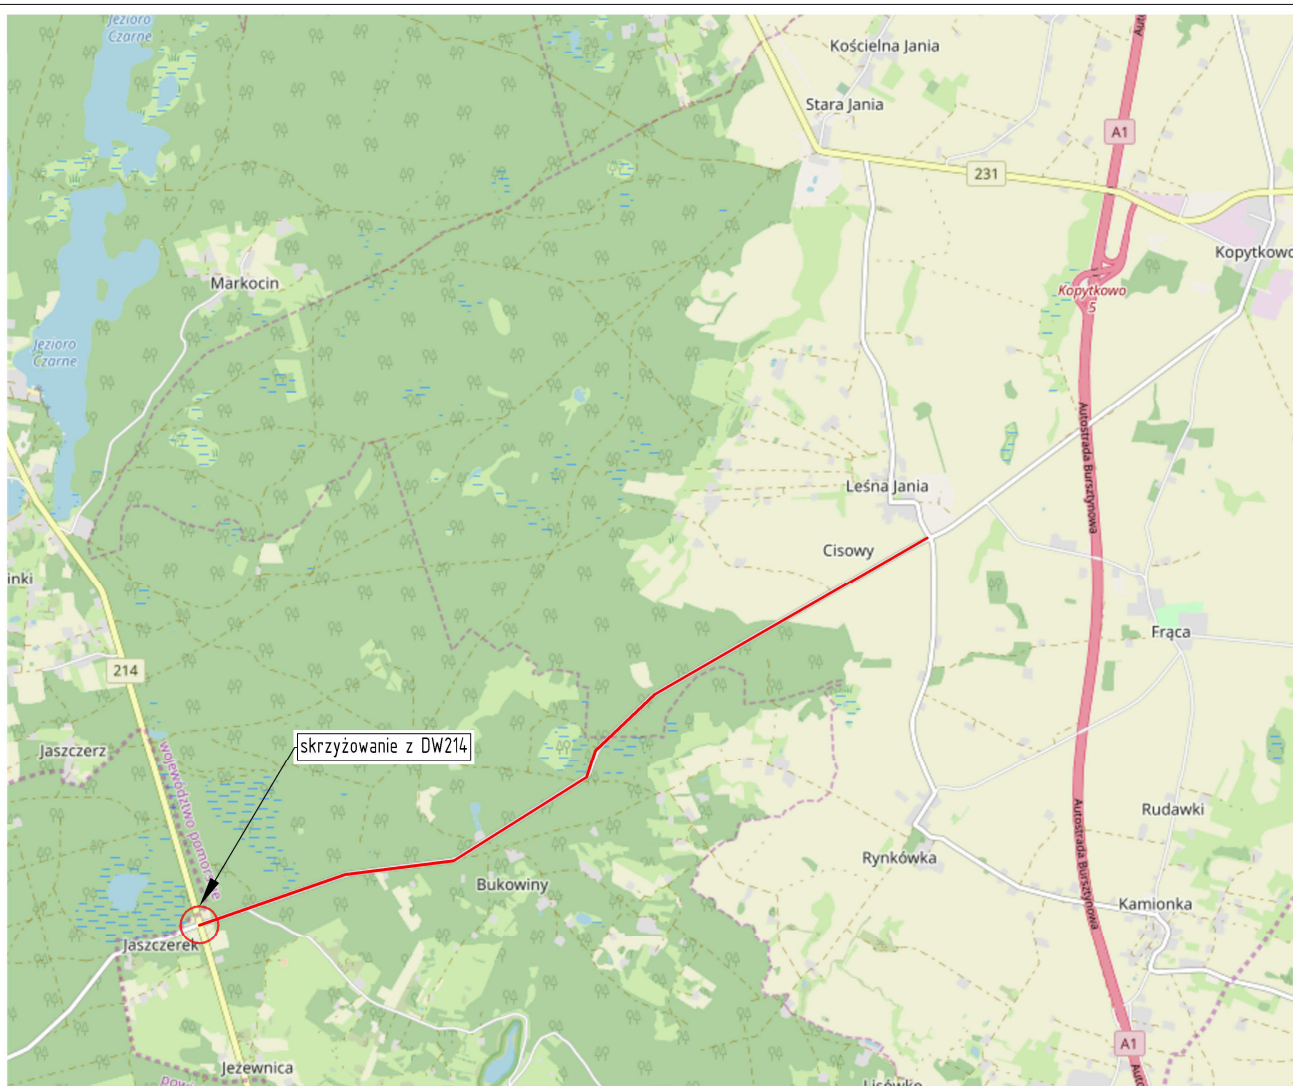 Jezioro
Czarne
Kościelna Jania
Stara Jania
A1
231
Kopytkowo
Markocin
Kopytkowo
5
Jezioro
Czarne
Autostrada Bursztynowa
Leśna Jania
Cisowy
inki
Frąca
214
skrzyżowanie z DW214
Jaszczerz
województwo pomorskie
Rudawki
Autostrada Bursztynowa
Rynkówka
Bukowiny
Kamionka
Jaszczerek
A1
Jeżewnica